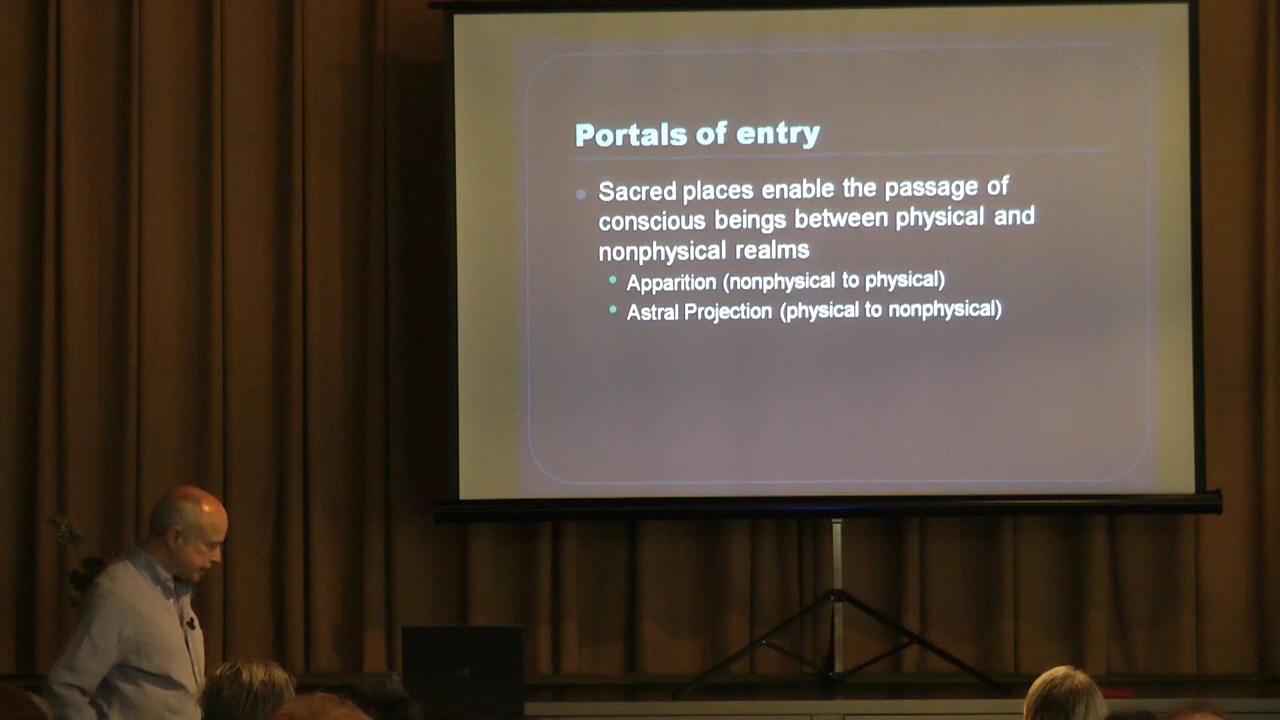 Portals of entry
Sacred places enable the passage of
conscious beings between physical and
nonphysical realms
Apparition (nonphysical to physical)
Astral Projection (physical to nonphysical)